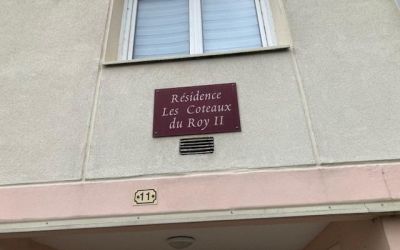 Résidence
Les Coteaux
du Roy II
11